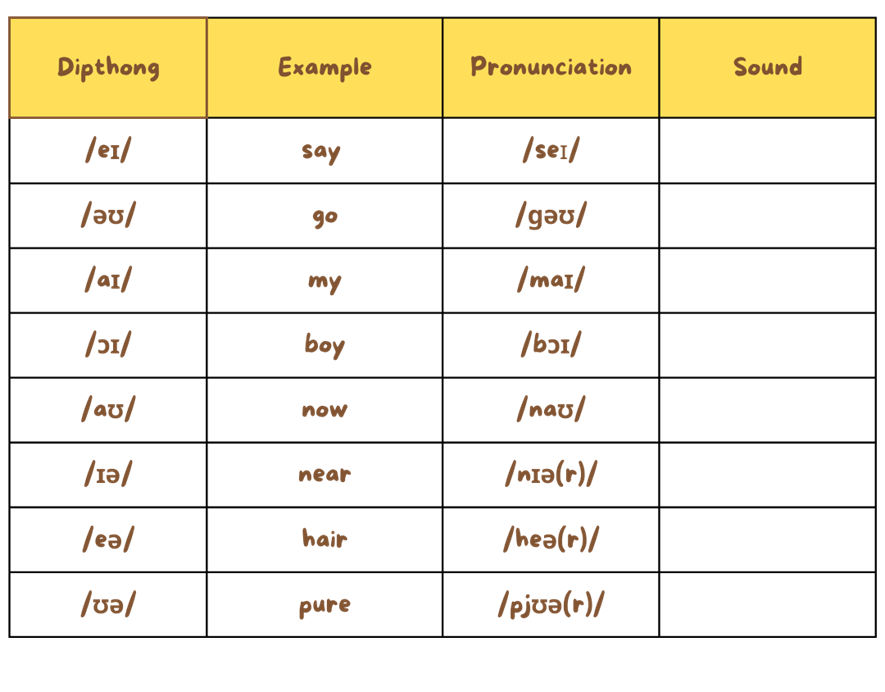 Dipthong Example Pronunciation Sound
/eɪ/ say /seɪ/
/əʊ/ go /gəʊ/
/aɪ/ my /maɪ/
/ɔɪ/ boy /bɔɪ/
/aʊ/ now /naʊ/
/ɪə/ near /nɪə(r)/
/eə/ hair /heə(r)/
/ʊə/ pure /pjʊə(r)/